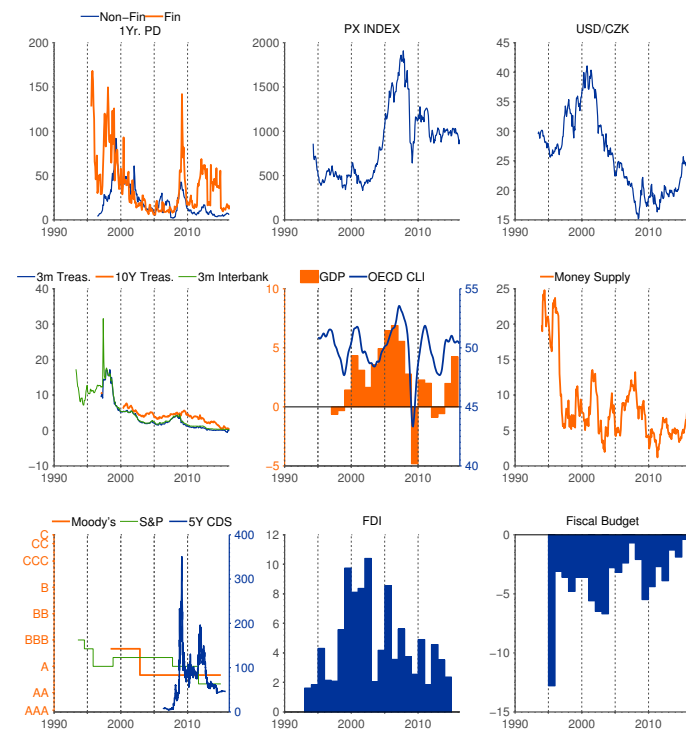 Non-Fin Fin
1Yr. PD
200
150
100
50
0
1990 2000 2010
PX INDEX
2000
1000
500
0
1990 2000 2010
USD/CZK
45
40
35
30
25
20
15
1990 2000 2010
3m Treas. 10Y Treas. 3m Interbank
40
30
20
10
0
−10
1990 2000 2010
GDP OECD CLI
10 55
5 50
0 45
−5 40
1990 2000 2010
Money Supply
25
20
15
10
5
0
1990 2000 2010
Moody's S&P 5Y CDS
C 400
CC
CCC
300
B
BB 200
BBB
A 100
AA
AAA 0
1990 2000 2010
FDI
12
10
8
6
4
2
0
1990 2000 2010
Fiscal Budget
0
−5
−10
−15
1990 2000 2010